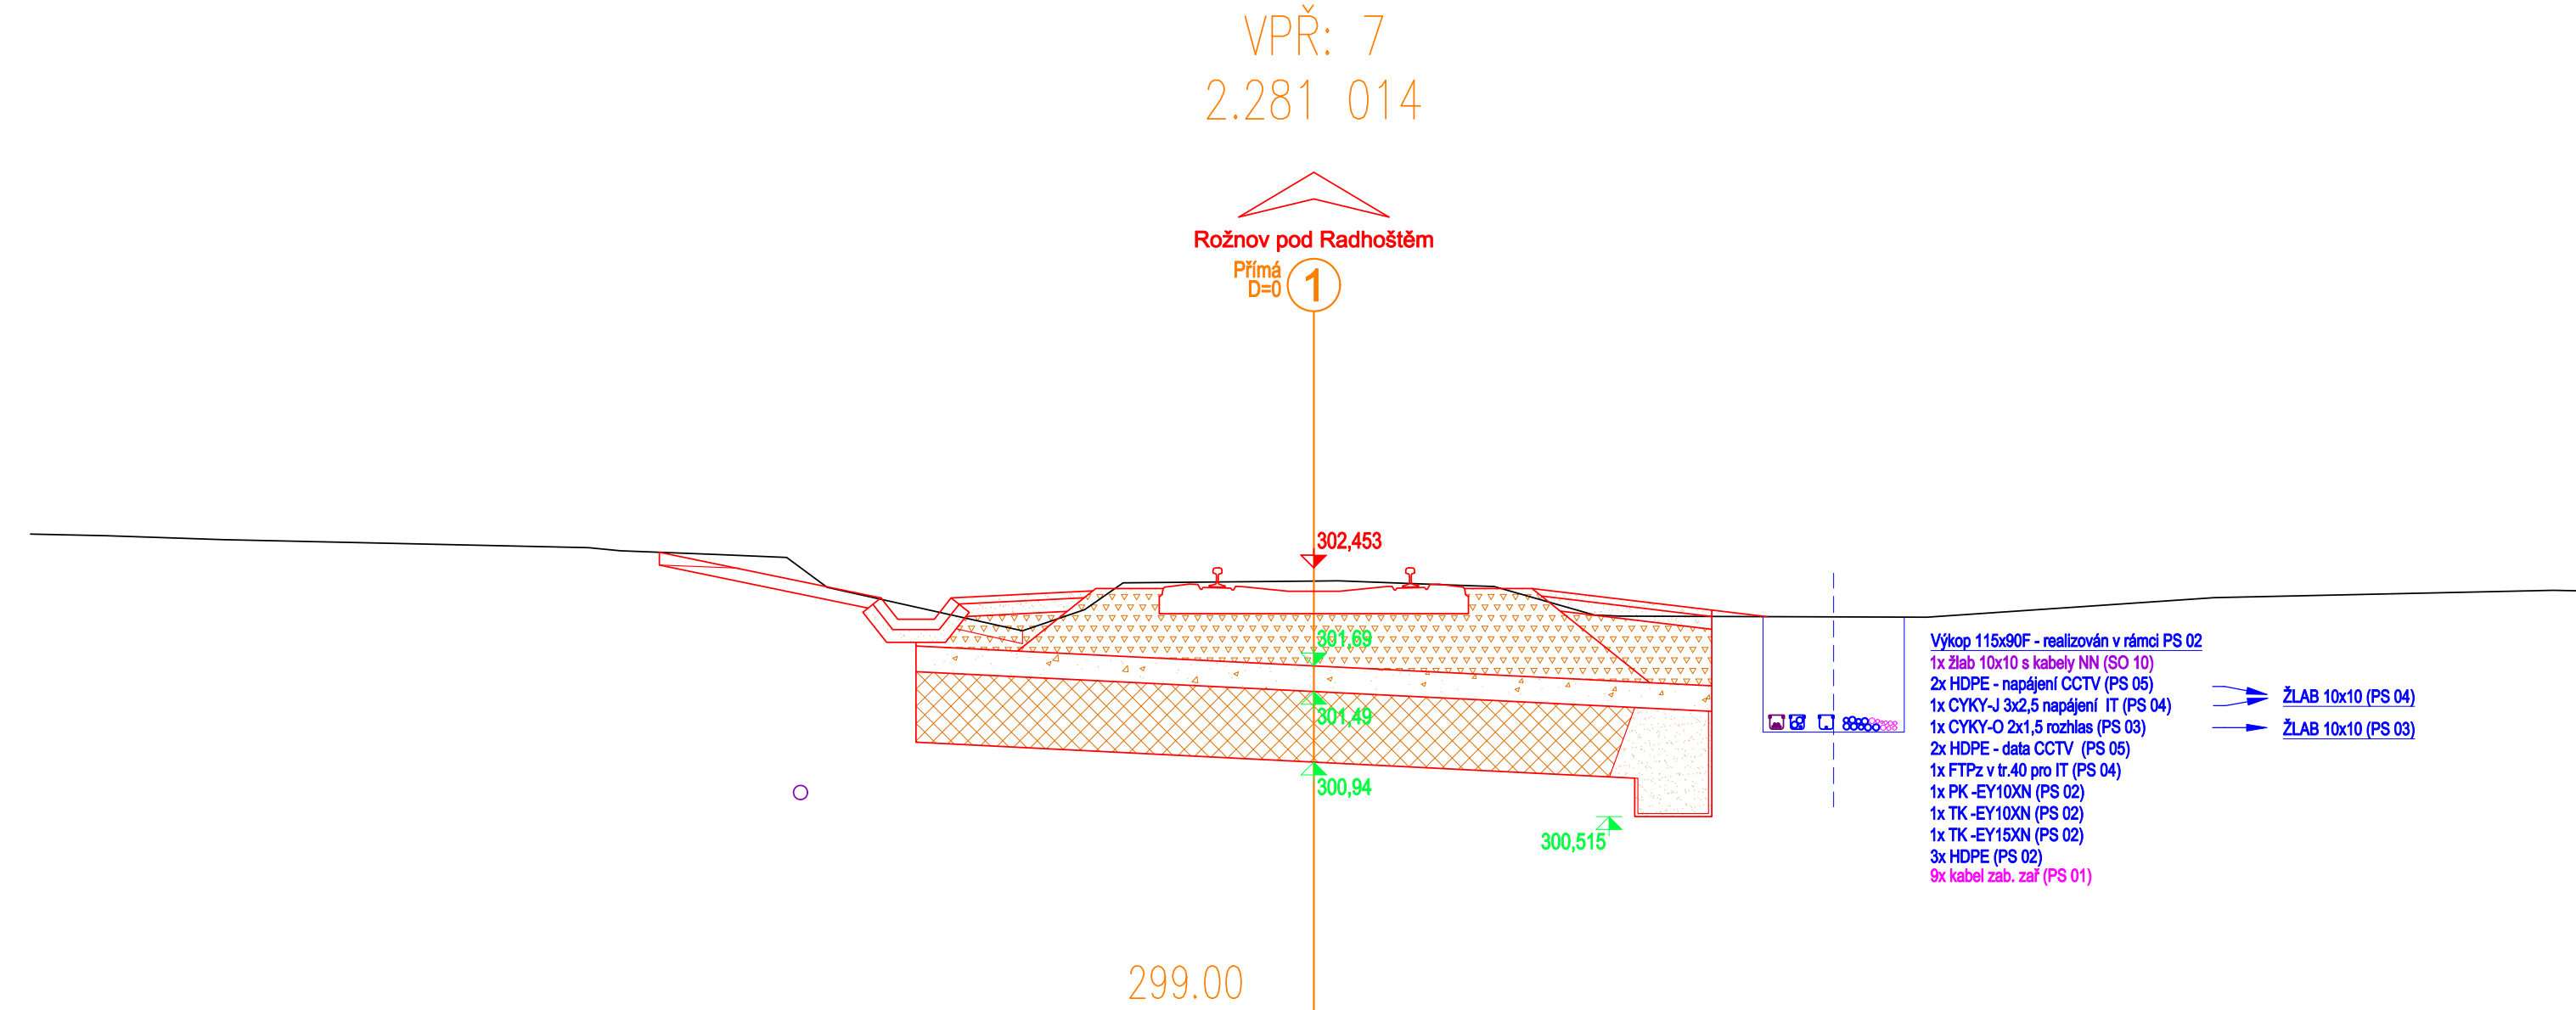 VPŘ: 7
2.281 014
Rožnov pod Radhoštěm
Přímá
D=0
1
302,453
301,69
301,49
300,94
300,515
Výkop 115x90F - realizován v rámci PS 02
1x žlab 10x10 s kabely NN (SO 10)
2x HDPE - napájení CCTV (PS 05)
1x CYKY-J 3x2,5 napájení IT (PS 04)
1x CYKY-O 2x1,5 rozhlas (PS 03)
2x HDPE - data CCTV (PS 05)
1x FTPz v tr.40 pro IT (PS 04)
1x PK -EY10XN (PS 02)
1x TK -EY10XN (PS 02)
1x TK -EY15XN (PS 02)
3x HDPE (PS 02)
9x kabel zab. zař (PS 01)
ŽLAB 10x10 (PS 04)
ŽLAB 10x10 (PS 03)
299.00